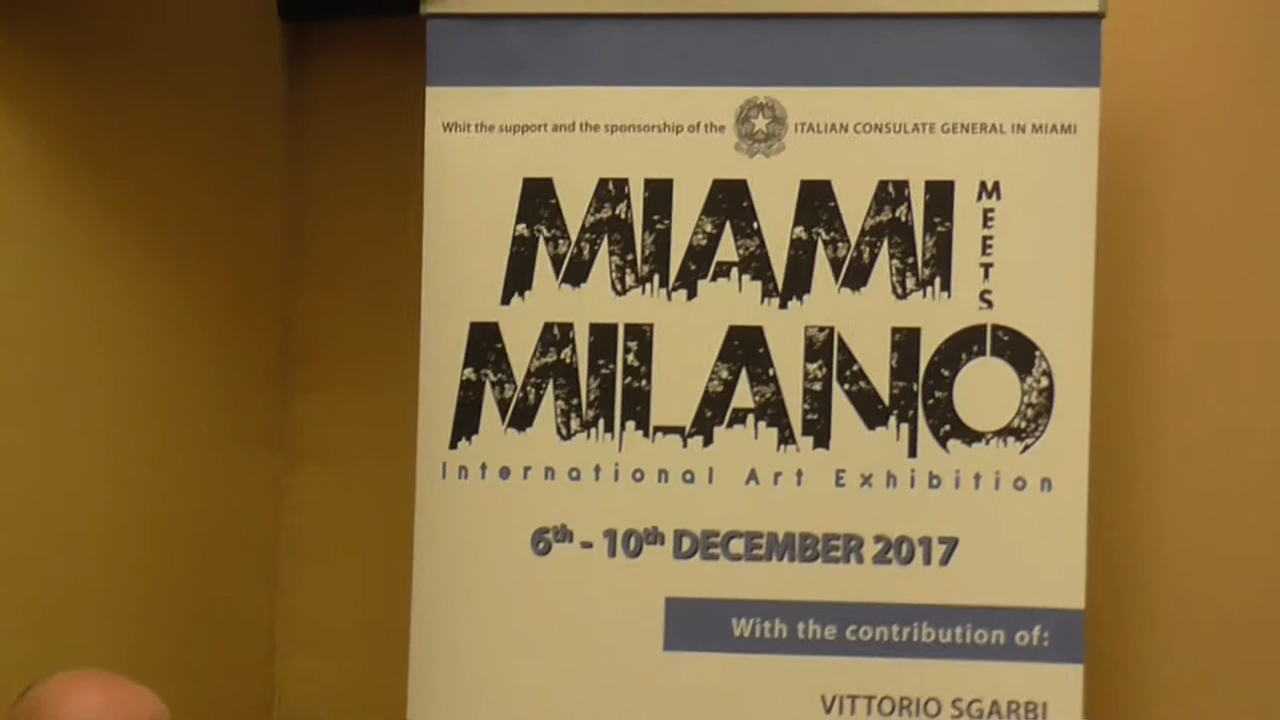 Whit the support and the sponsorship of the ITALIAN CONSULATE GENERAL IN MIAMI
MIAMI MEETS
MILANO
International Art Exhibition
6th - 10th DECEMBER 2017
With the contribution of:
VITTORIO SGARBI